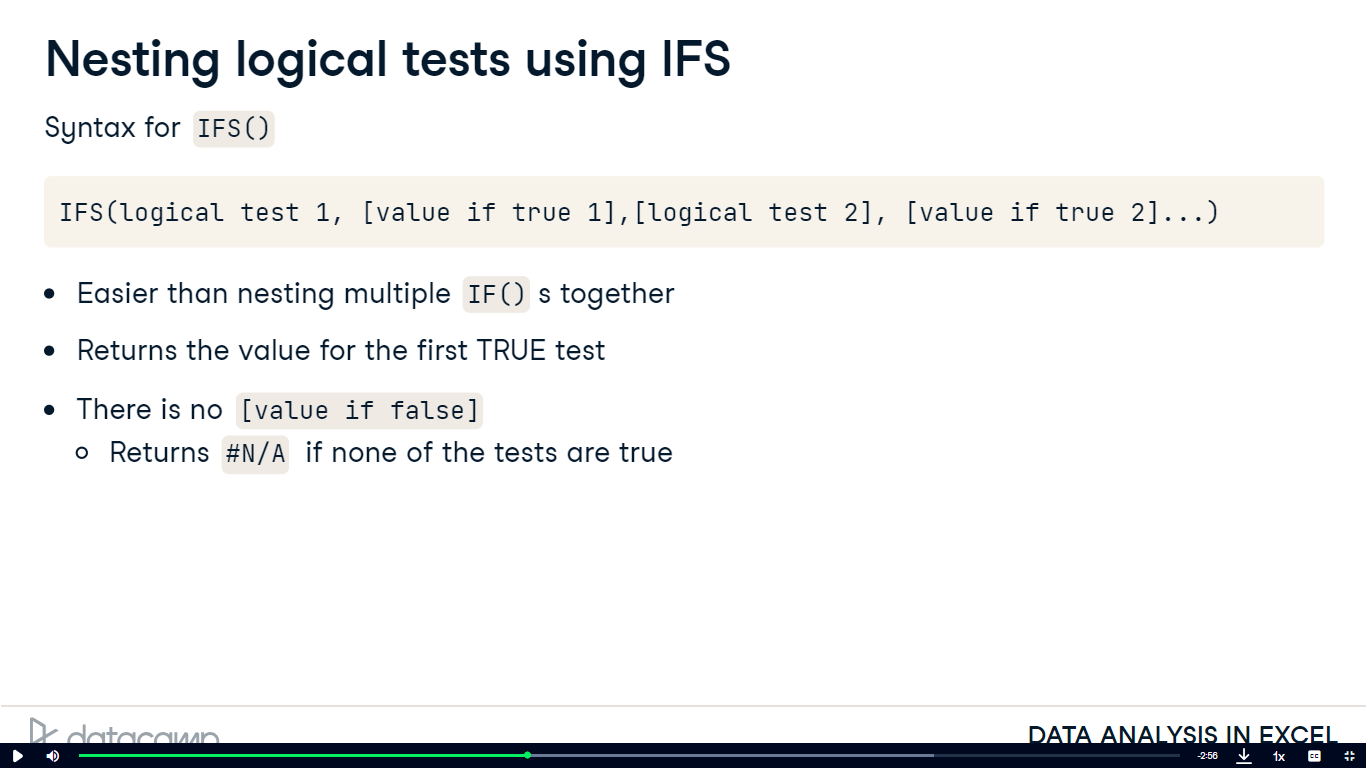 Nesting logical tests using IFS
Syntax for IFS()
IFS(logical test 1, [value if true 1],[logical test 2], [value if true 2]...)
Easier than nesting multiple IF() s together
Returns the value for the first TRUE test
There is no [value if false]
Returns #N/A if none of the tests are true
datacamp
DATA ANALYSIS IN EXCEL
-2:56
1x
CC